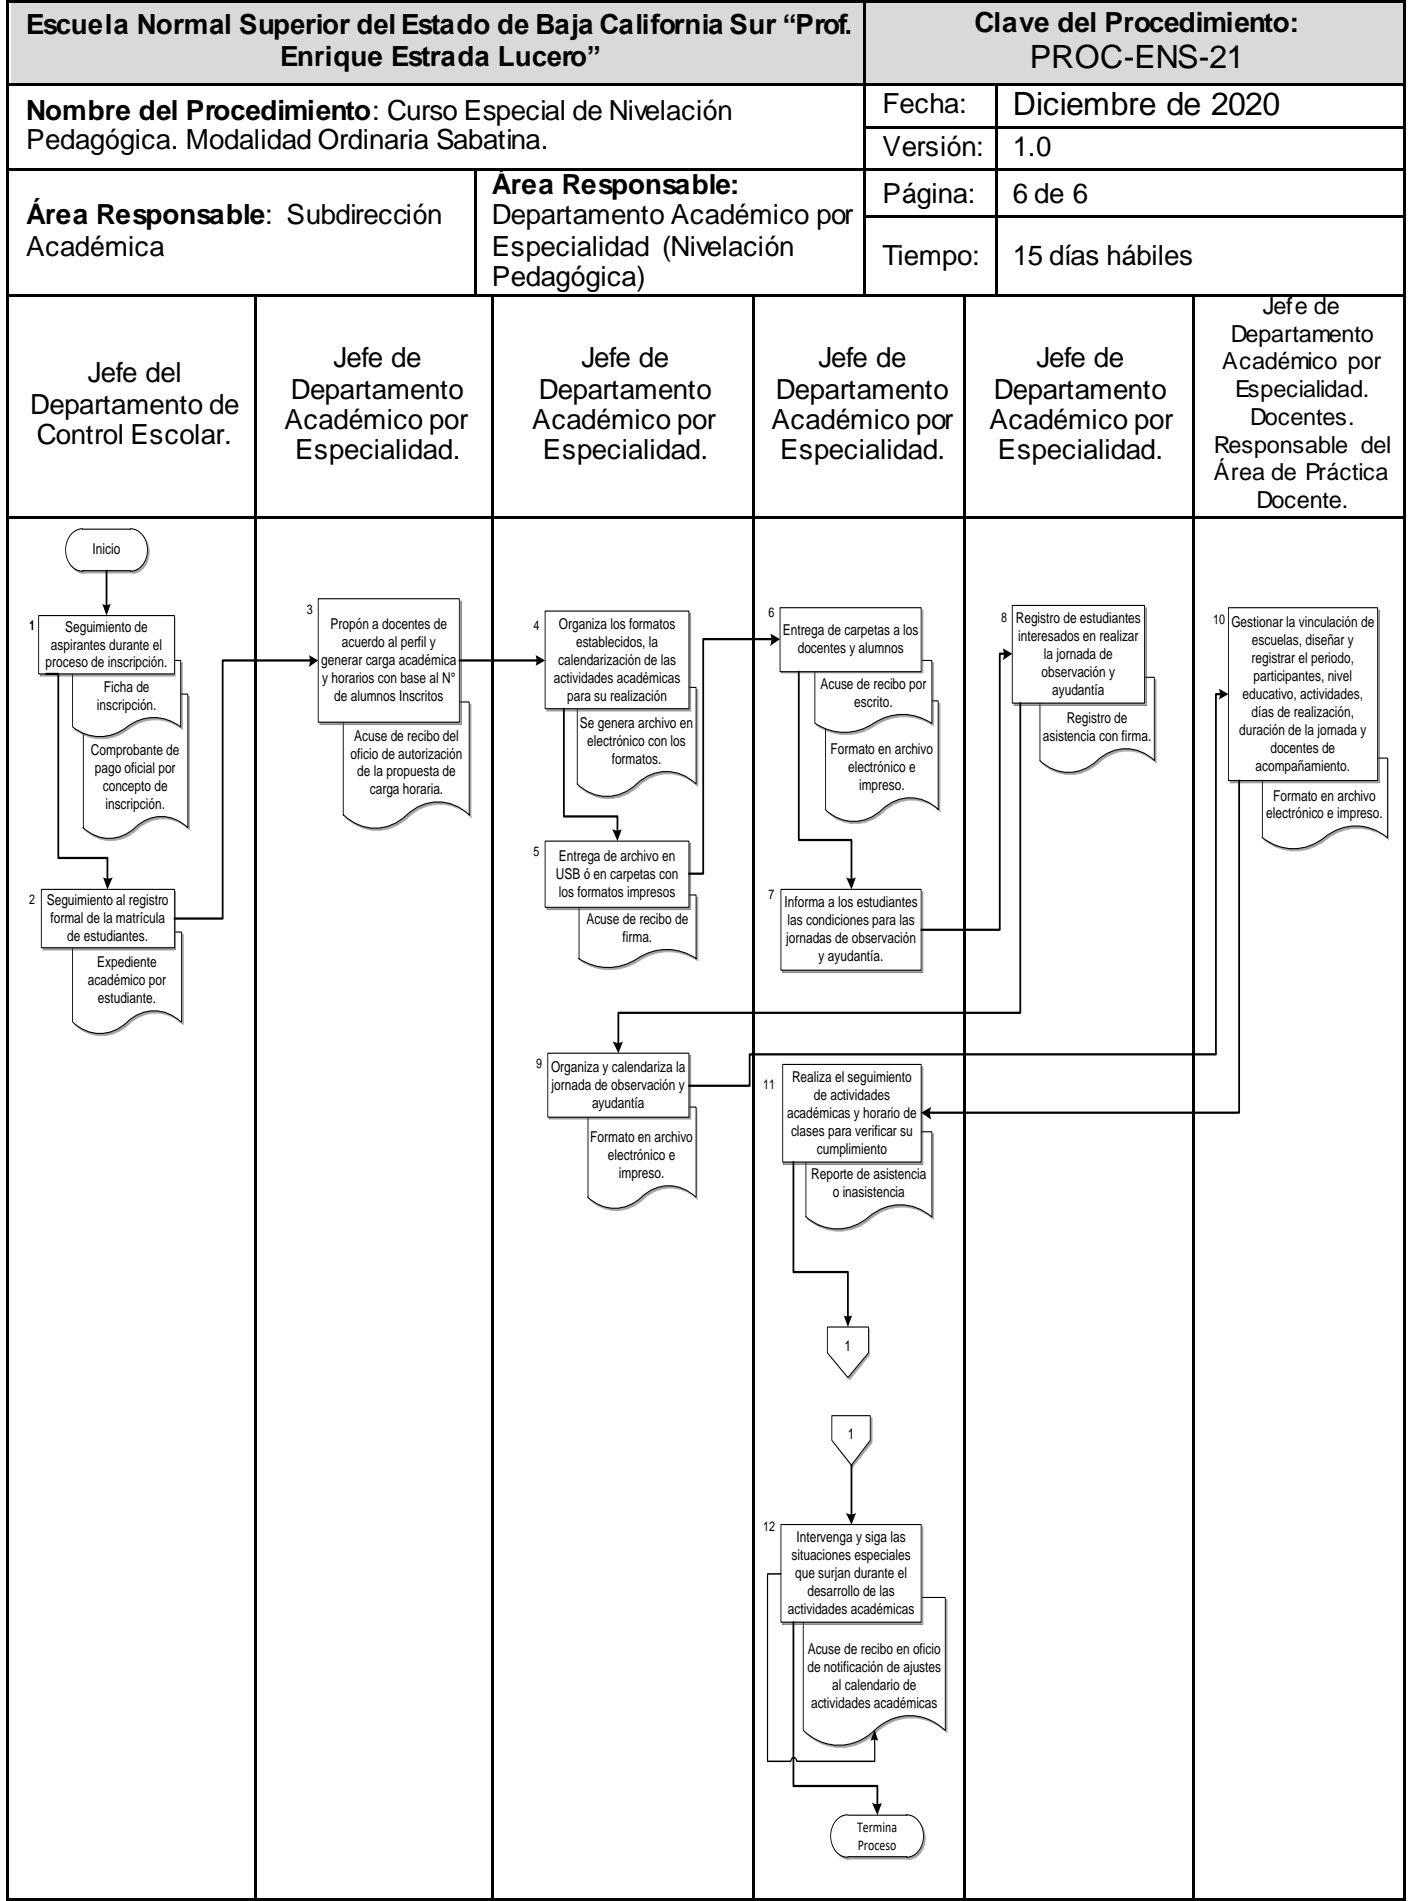 Escuela Normal Superior del Estado de Baja California Sur “Prof.
Enrique Estrada Lucero”
Clave del Procedimiento:
PROC-ENS-21
Nombre del Procedimiento: Curso Especial de Nivelación
Pedagógica. Modalidad Ordinaria Sabatina.
Fecha:
Diciembre de 2020
Versión:
1.0
Área Responsable: Subdirección
Académica
Área Responsable:
Departamento Académico por
Especialidad (Nivelación
Pedagógica)
Página:
6 de 6
Tiempo:
15 días hábiles
Jefe del
Departamento de
Control Escolar.
Jefe de
Departamento
Académico por
Especialidad.
Jefe de
Departamento
Académico por
Especialidad.
Jefe de
Departamento
Académico por
Especialidad.
Jefe de
Departamento
Académico por
Especialidad.
Jefe de
Departamento
Académico por
Especialidad.
Docentes.
Responsable del
Área de Práctica
Docente.
Inicio
1
Seguimiento de
aspirantes durante el
proceso de inscripción.
Ficha de
inscripción.
Comprobante de
pago oficial por
concepto de
inscripción.
2
Seguimiento al registro
formal de la matrícula
de estudiantes.
Expediente
académico por
estudiante.
3
Propón a docentes de
acuerdo al perfil y
generar carga académica
y horarios con base al N°
de alumnos Inscritos
Acuse de recibo del
oficio de autorización
de la propuesta de
carga horaria.
4
Organiza los formatos
establecidos, la
calendarización de las
actividades académicas
para su realización
Se genera archivo en
electrónico con los
formatos.
5
Entrega de archivo en
USB ó en carpetas con
los formatos impresos
Acuse de recibo de
firma.
6
Entrega de carpetas a los
docentes y alumnos
Acuse de recibo por
escrito.
Formato en archivo
electrónico e
impreso.
7
Informa a los estudiantes
las condiciones para las
jornadas de observación
y ayudantía.
8
Registro de estudiantes
interesados en realizar
la jornada de
observación y
ayudantía
Registro de
asistencia con firma.
9
Organiza y calendariza la
jornada de observación y
ayudantía
Formato en archivo
electrónico e
impreso.
10
Gestionar la vinculación de
escuelas, diseñar y
registrar el periodo,
participantes, nivel
educativo, actividades,
días de realización,
duración de la jornada y
docentes de
acompañamiento.
Formato en archivo
electrónico e impreso.
11
Realiza el seguimiento
de actividades
académicas y horario de
clases para verificar su
cumplimiento
Reporte de asistencia
o inasistencia
1
1
12
Intervenga y siga las
situaciones especiales
que surjan durante el
desarrollo de las
actividades académicas
Acuse de recibo en oficio
de notificación de ajustes
al calendario de
actividades académicas
Termina
Proceso